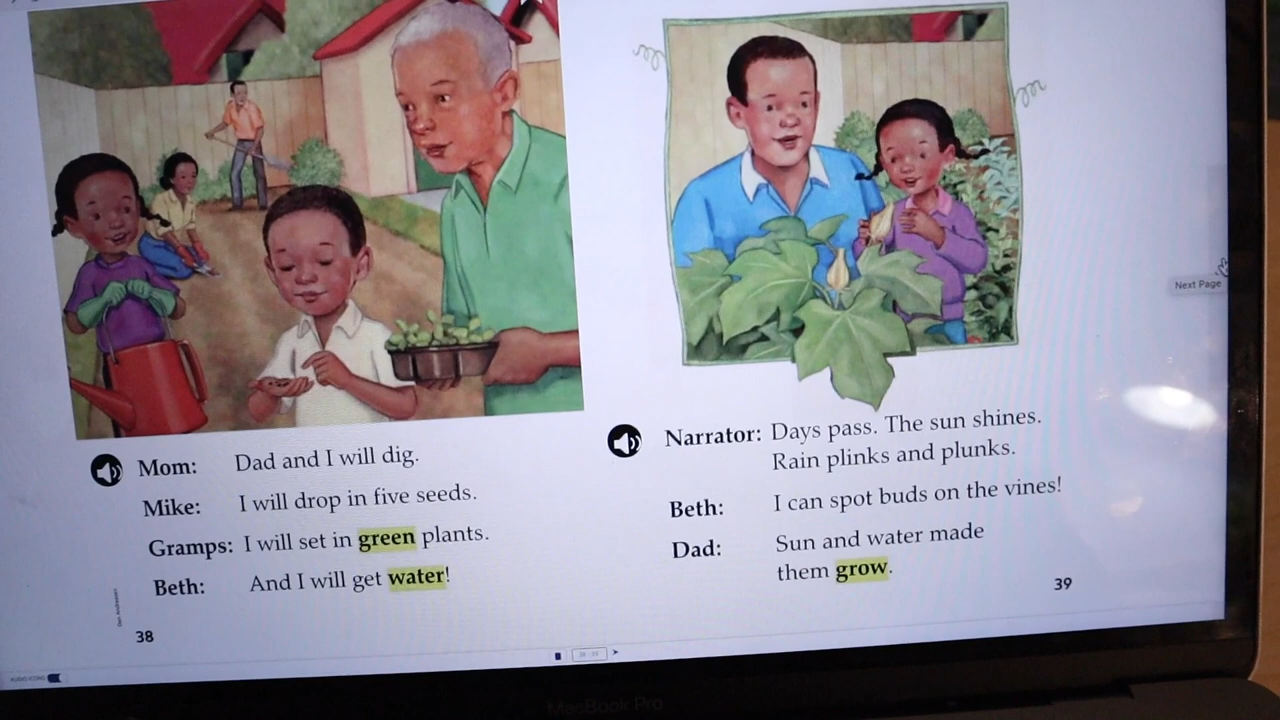 Mom: Dad and I will dig.
Mike: I will drop in five seeds.
Gramps: I will set in green plants.
Beth: And I will get water!
38
Narrator: Days pass. The sun shines.
Rain plinks and plunks.
Beth: I can spot buds on the vines!
Dad: Sun and water made
them grow.
39
Next Page
AUDIO ICONS
MacBook Pro